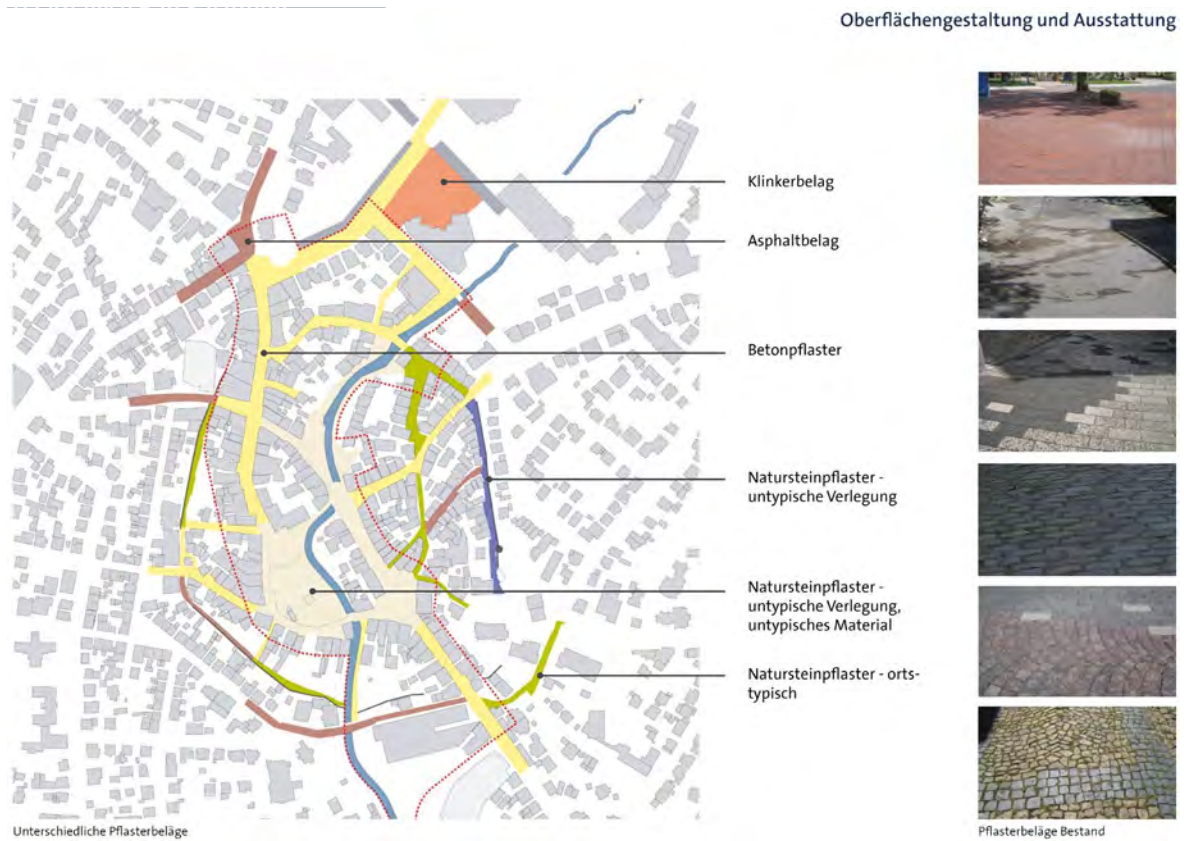 Oberflächengestaltung und Ausstattung
Klinkerbelag
Asphaltbelag
Betonpflaster
Natursteinpflaster -
untypische Verlegung
Natursteinpflaster -
untypische Verlegung,
untypisches Material
Natursteinpflaster - orts-
typisch
Unterschiedliche Pflasterbeläge
Pflasterbeläge Bestand